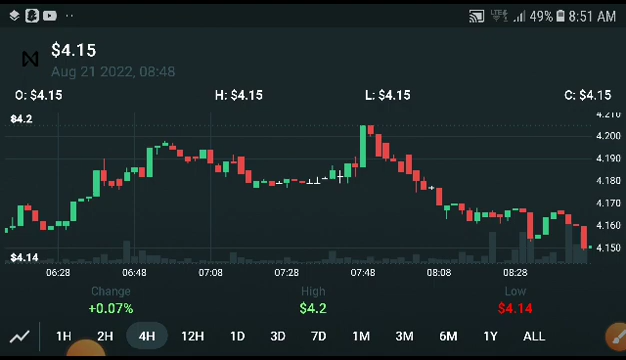 LTE 49% 8:51 AM
$4.15
Aug 21 2022, 08:48
O: $4.15 H: $4.15 L: $4.15 C: $4.15
$4.2
4.210
4.200
4.190
4.180
4.170
4.160
4.150
$4.14
06:28 06:48 07:08 07:28 07:48 08:08 08:28
Change High Low
+0.07% $4.2 $4.14
1H 2H 4H 12H 1D 3D 7D 1M 3M 6M 1Y ALL